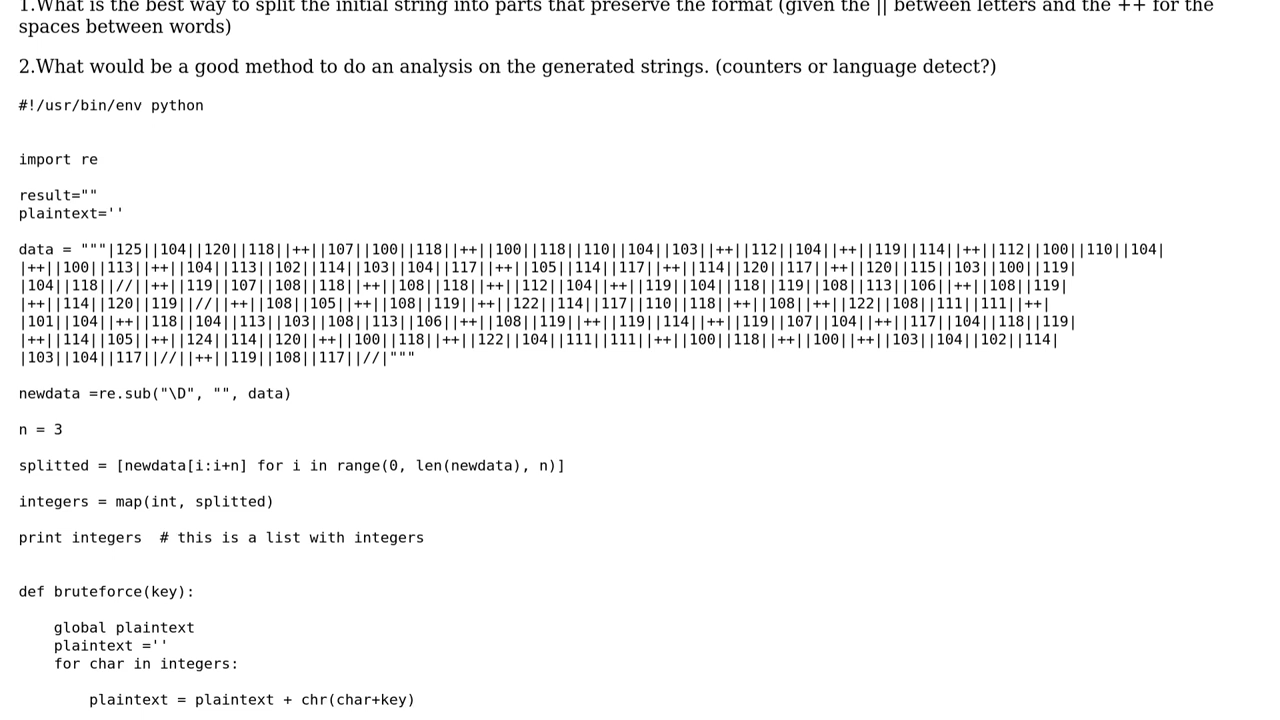 1.What is the best way to split the initial string into parts that preserve the format (given the || between letters and the ++ for the
spaces between words)
2.What would be a good method to do an analysis on the generated strings. (counters or language detect?)
#!/usr/bin/env python
import re
result=""
plaintext=''
data = """|125||104||120||118||++||107||100||118||++||100||118||110||104||103||++||112||104||++||119||114||++||112||100||110||104|
|++||100||113||++||104||113||102||114||103||104||117||++||105||114||117||++||114||120||117||++||120||115||103||100||119|
|104||118||//||++||119||107||108||118||++||108||118||++||112||104||++||119||104||118||119||108||113||106||++||108||119|
|++||114||120||119||//||++||108||105||++||108||119||++||122||114||117||110||118||++||108||++||122||108||111||111||++|
|101||104||++||118||104||113||103||108||113||106||++||108||119||++||119||114||++||119||107||104||++||117||104||118||119|
|++||114||105||++||124||114||120||++||100||118||++||122||104||111||111||++||100||118||++||100||++||103||104||102||114|
|103||104||117||//||++||119||108||117||//|"""
newdata =re.sub("\D", "", data)
n = 3
splitted = [newdata[i:i+n] for i in range(0, len(newdata), n)]
integers = map(int, splitted)
print integers  # this is a list with integers
def bruteforce(key):
    global plaintext
    plaintext =''
    for char in integers:
        plaintext = plaintext + chr(char+key)